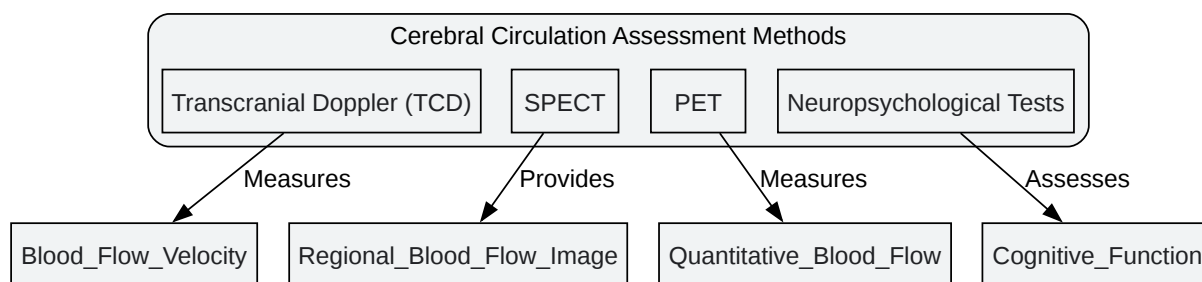 Cerebral Circulation Assessment Methods
Transcranial Doppler (TCD)
SPECT
PET
Neuropsychological Tests
Measures
Provides
Measures
Assesses
Blood_Flow_Velocity
Regional_Blood_Flow_Image
Quantitative_Blood_Flow
Cognitive_Function